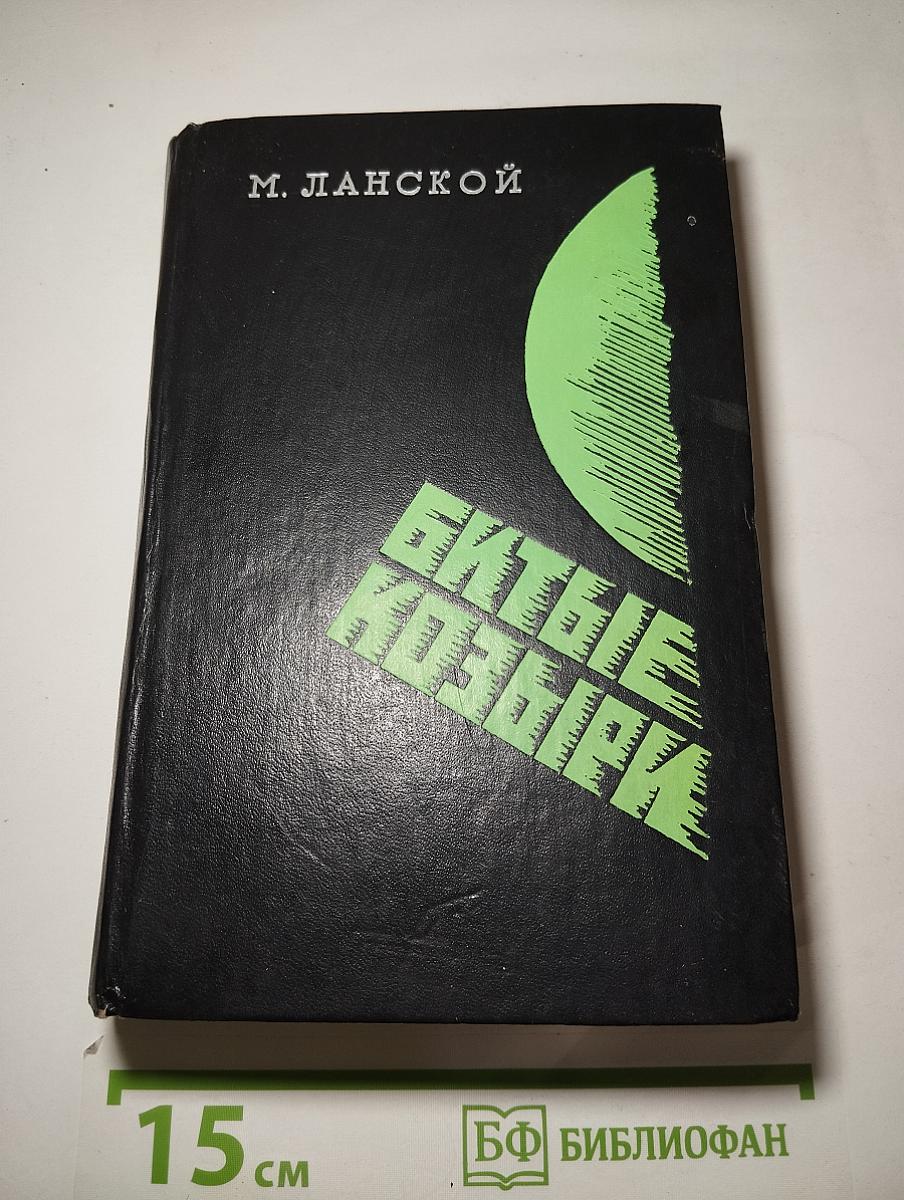 М. ЛАНСКОЙ
БИТЫЕ
КОЗЫРИ
15 см
БФ БИБЛИОФАН